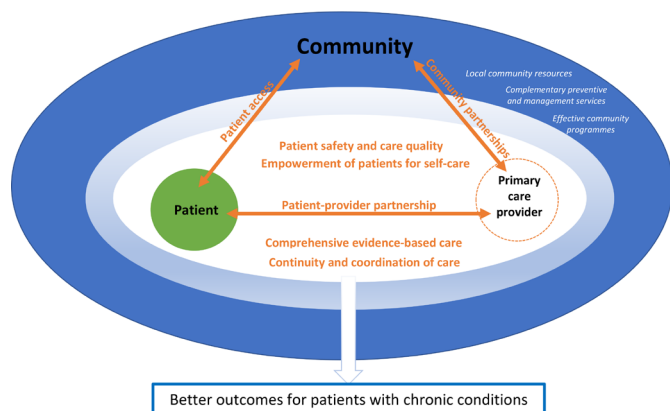 Community
Local community resources
Complementary preventive
and management services
Effective community
programmes
Patient access
Community partnerships
Patient safety and care quality
Empowerment of patients for self-care
Patient
Patient-provider partnership
Primary
care
provider
Comprehensive evidence-based care
Continuity and coordination of care
Better outcomes for patients with chronic conditions